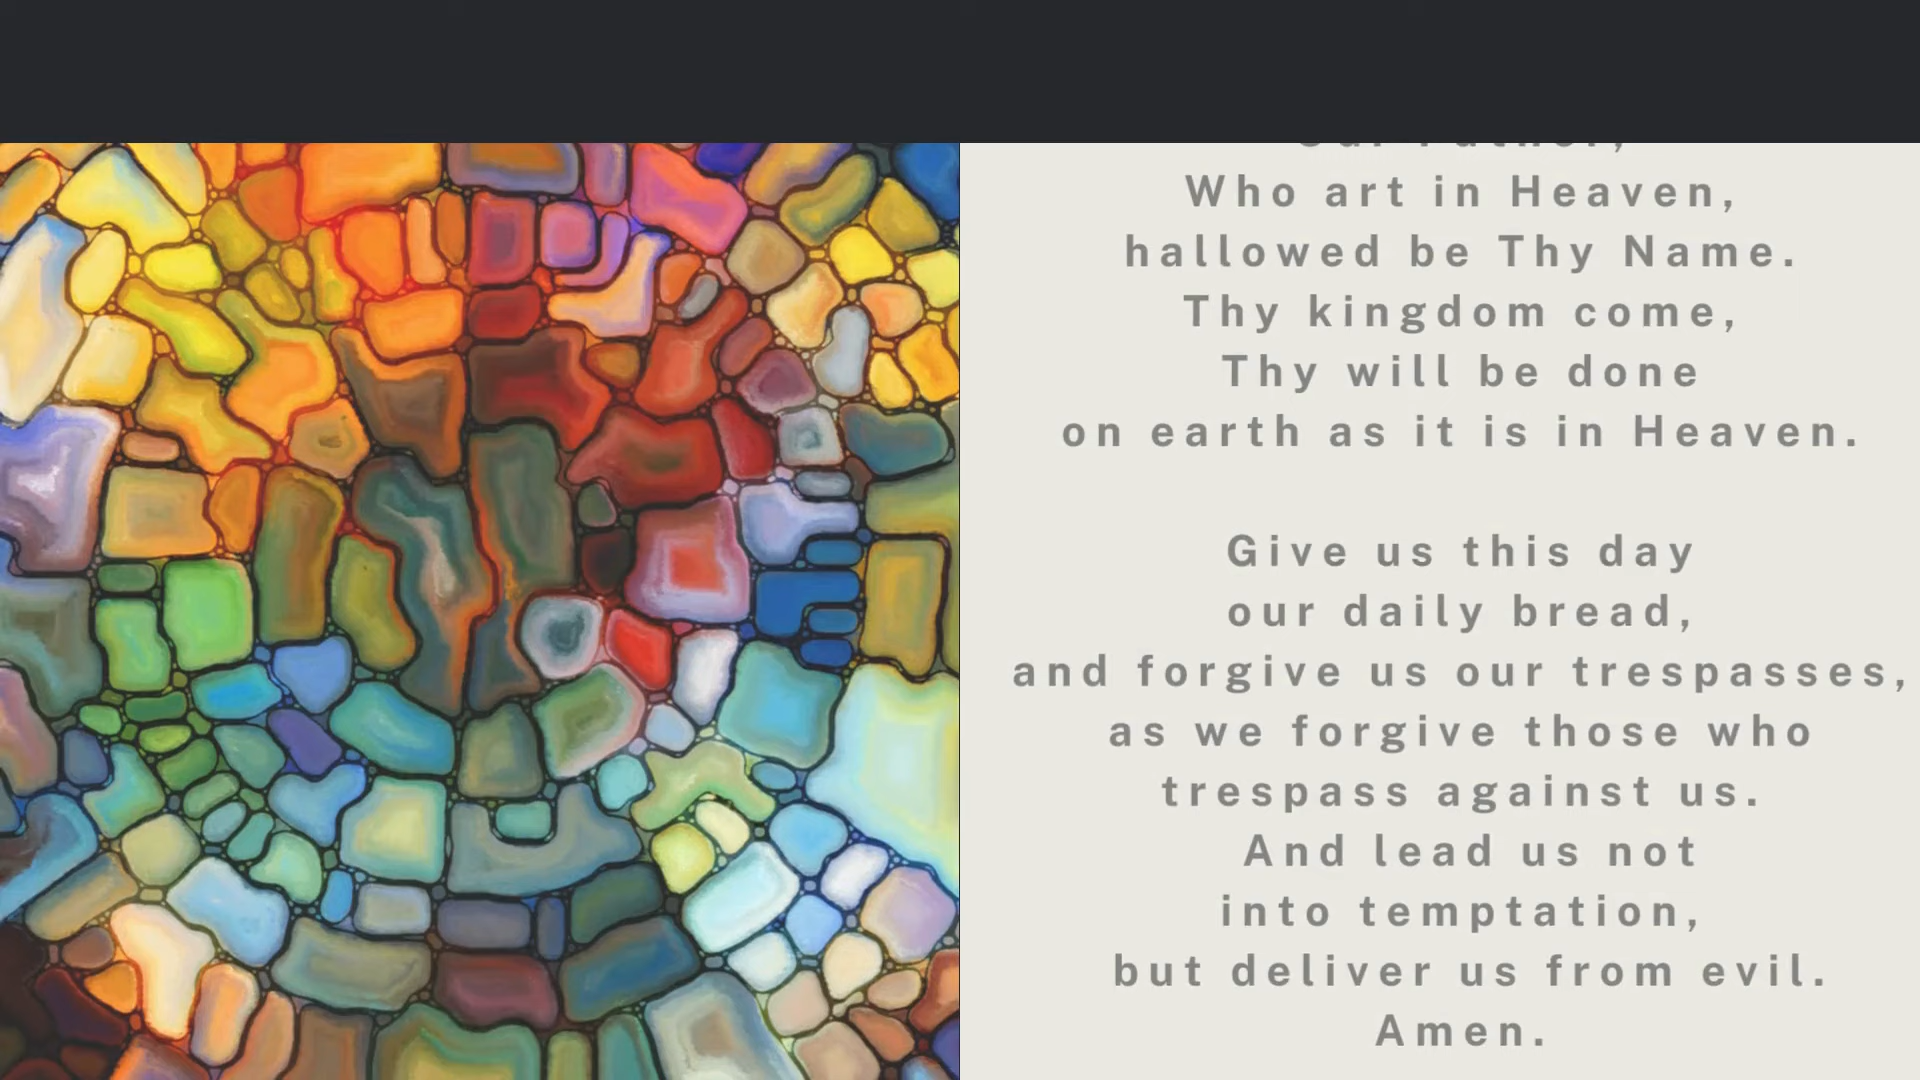 Our Father,
Who art in Heaven,
hallowed be Thy Name.
Thy kingdom come,
Thy will be done
on earth as it is in Heaven.
Give us this day
our daily bread,
and forgive us our trespasses,
as we forgive those who
trespass against us.
And lead us not
into temptation,
but deliver us from evil.
Amen.